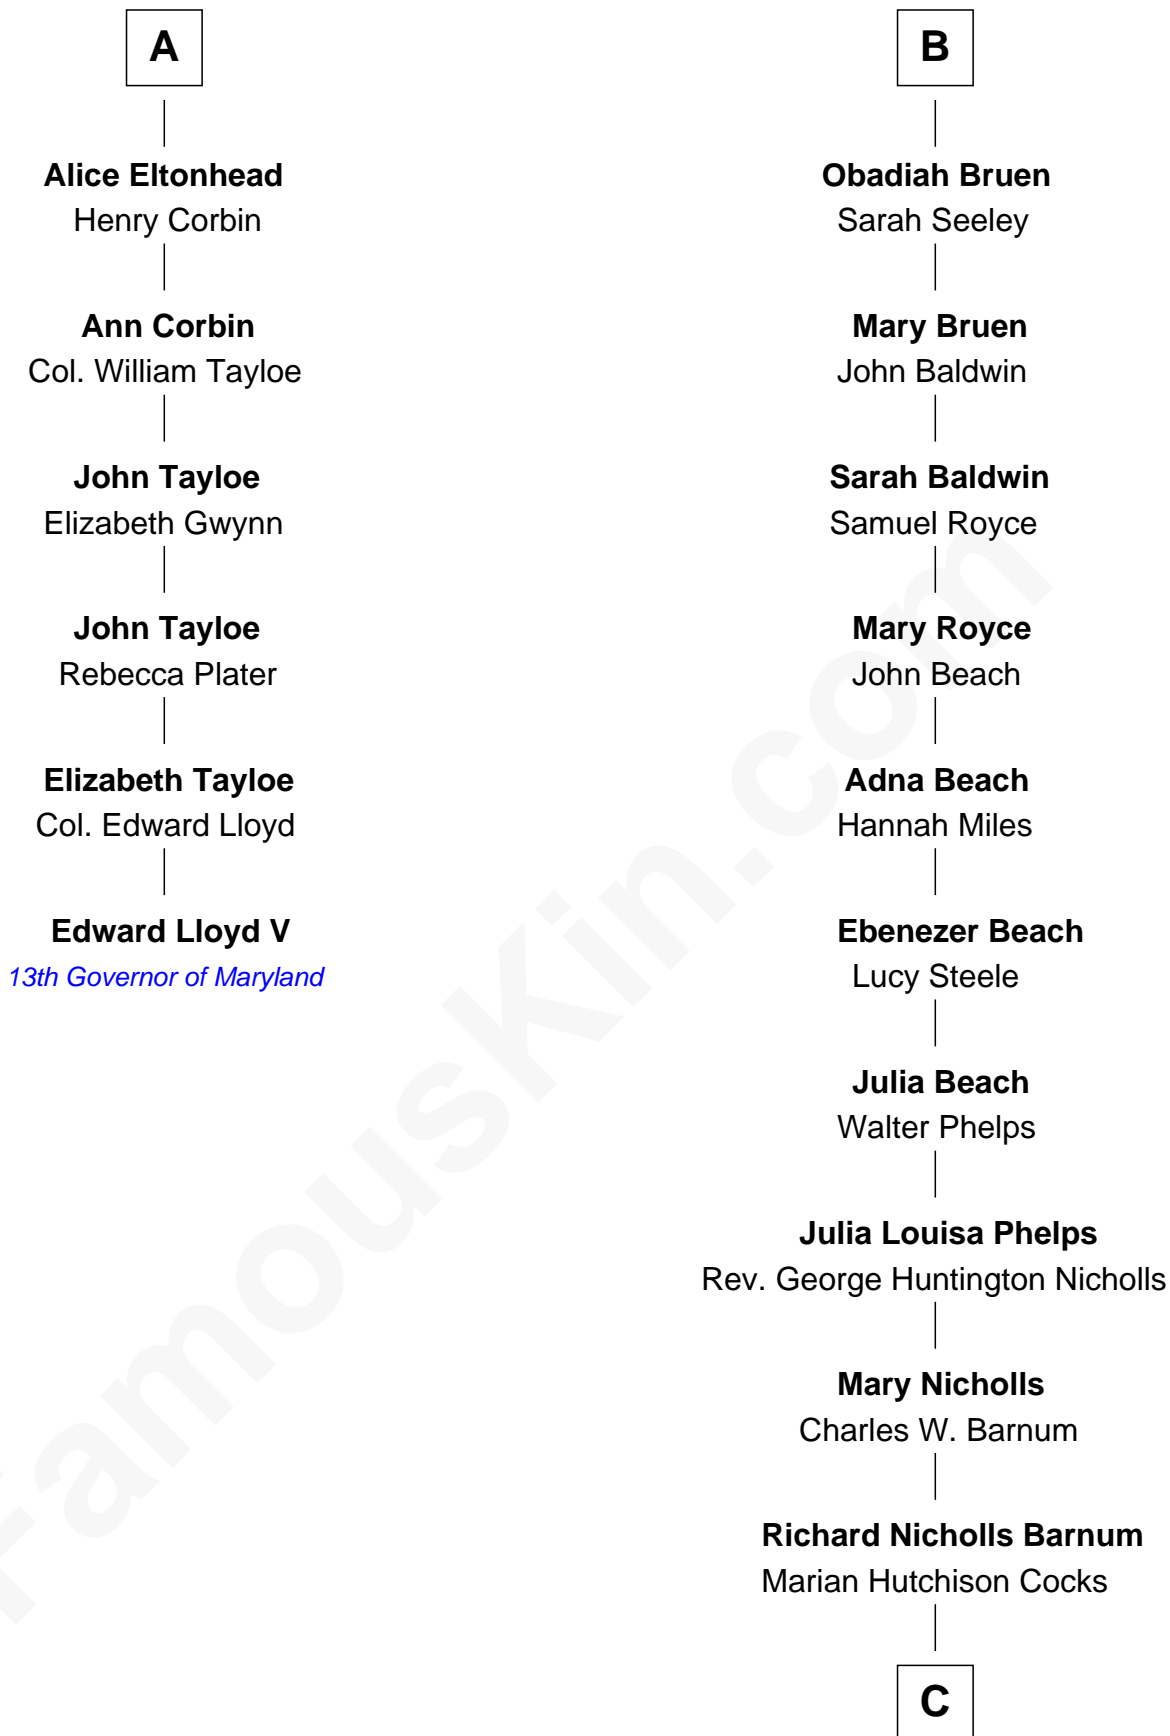 A
Alice Eltonhead
Henry Corbin
Ann Corbin
Col. William Tayloe
John Tayloe
Elizabeth Gwynn
John Tayloe
Rebecca Plater
Elizabeth Tayloe
Col. Edward Lloyd
Edward Lloyd V
13th Governor of Maryland
B
Obadiah Bruen
Sarah Seeley
Mary Bruen
John Baldwin
Sarah Baldwin
Samuel Royce
Mary Royce
John Beach
Adna Beach
Hannah Miles
Ebenezer Beach
Lucy Steele
Julia Beach
Walter Phelps
Julia Louisa Phelps
Rev. George Huntington Nicholls
Mary Nicholls
Charles W. Barnum
Richard Nicholls Barnum
Marian Hutchison Cocks
C
FamousKin.com